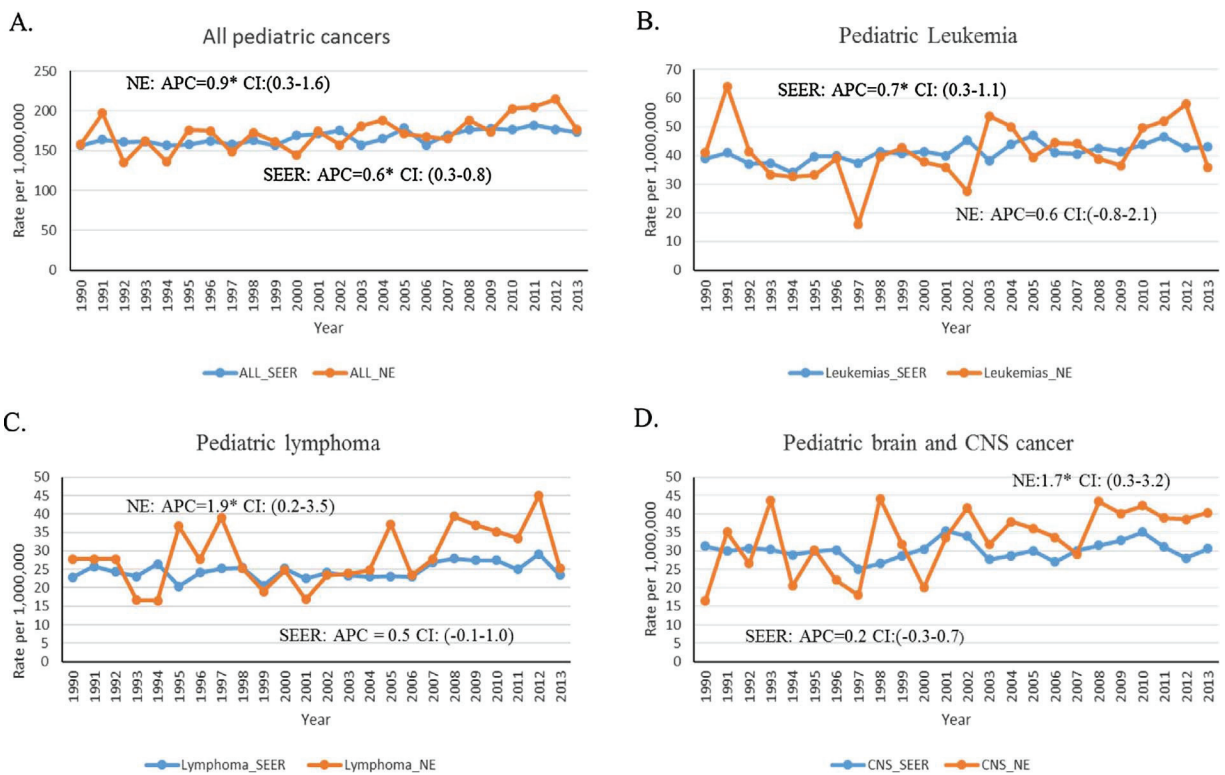 A.
All pediatric cancers
NE: APC=0.9* CI:(0.3-1.6)
SEER: APC=0.6* CI: (0.3-0.8)
Rate per 1,000,000
250
200
150
100
50
0
1990 1991 1992 1993 1994 1995 1996 1997 1998 1999 2000 2001 2002 2003 2004 2005 2006 2007 2008 2009 2010 2011 2012 2013
Year
ALL_SEER ALL_NE
B.
Pediatric Leukemia
SEER: APC=0.7* CI: (0.3-1.1)
NE: APC=0.6 CI:(-0.8-2.1)
Rate per 1,000,000
70
60
50
40
30
20
10
0
1990 1991 1992 1993 1994 1995 1996 1997 1998 1999 2000 2001 2002 2003 2004 2005 2006 2007 2008 2009 2010 2011 2012 2013
Year
Leukemias_SEER Leukemias_NE
C.
Pediatric lymphoma
NE: APC=1.9* CI: (0.2-3.5)
SEER: APC = 0.5 CI: (-0.1-1.0)
Rate per 1,000,000
50
45
40
35
30
25
20
15
10
5
0
1990 1991 1992 1993 1994 1995 1996 1997 1998 1999 2000 2001 2002 2003 2004 2005 2006 2007 2008 2009 2010 2011 2012 2013
Year
Lymphoma_SEER Lymphoma_NE
D.
Pediatric brain and CNS cancer
NE:1.7* CI: (0.3-3.2)
SEER: APC=0.2 CI:(-0.3-0.7)
Rate per 1,000,000
50
45
40
35
30
25
20
15
10
5
0
1990 1991 1992 1993 1994 1995 1996 1997 1998 1999 2000 2001 2002 2003 2004 2005 2006 2007 2008 2009 2010 2011 2012 2013
Year
CNS_SEER CNS_NE